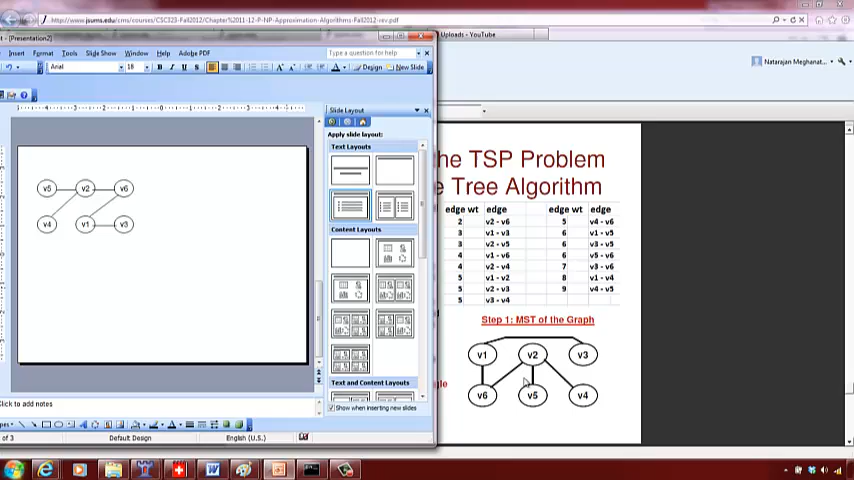 http://www.jsums.edu/cms/courses/CSC323-Fall2012/Chapter%2011-12-P-NP-Approximation-Algorithms-Fall2012-rev.pdf
t - [Presentation2]
Uploads - YouTube
Insert Format Tools Slide Show Window Help Adobe PDF
Type a question for help
Arial 18 B I U S A Design New Slide
Natarajan Meghanat...
Slide Layout
Apply slide layout:
Text Layouts
Content Layouts
Text and Content Layouts
Show when inserting new slides
v5 v2 v6
v4 v1 v3
he TSP Problem
e Tree Algorithm
edge wt edge edge wt edge
2 v2 - v6 5 v4 - v6
3 v1 - v3 6 v1 - v5
3 v2 - v5 6 v3 - v5
4 v1 - v6 6 v5 - v6
4 v2 - v4 7 v3 - v6
5 v1 - v2 8 v1 - v4
5 v2 - v3 9 v4 - v5
5 v3 - v4
Step 1: MST of the Graph
v1 v2 v3
gle
v6 v5 v4
Click to add notes
of 3 Default Design English (U.S.)